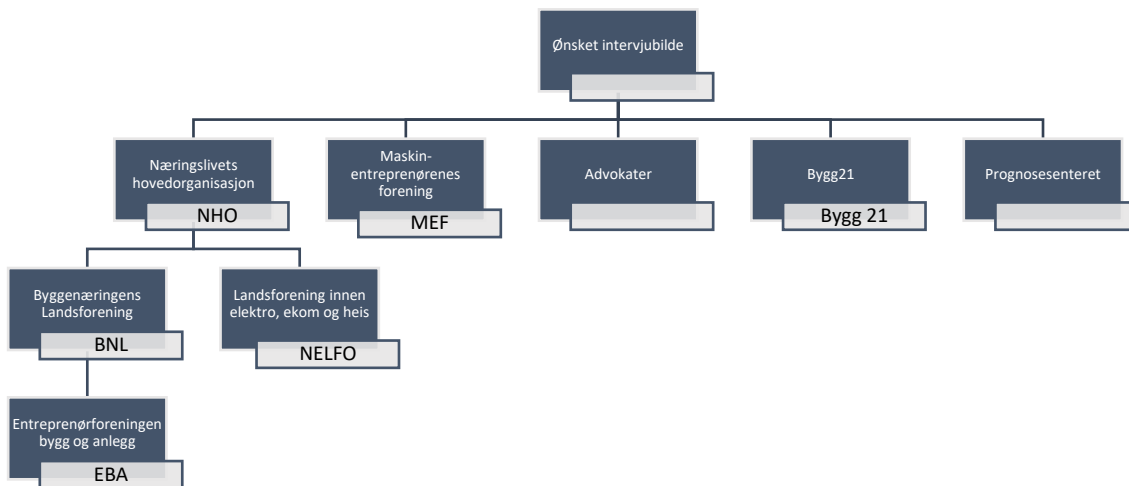 Ønsket intervjubilde
Næringslivets
hovedorganisasjon
NHO
Maskin-
entreprenørenes
forening
MEF
Advokater
Bygg21
Bygg 21
Prognosesenteret
Byggenæringens
Landsforening
BNL
Landsforening innen
elektro, ekom og heis
NELFO
Entreprenørforeningen
bygg og anlegg
EBA